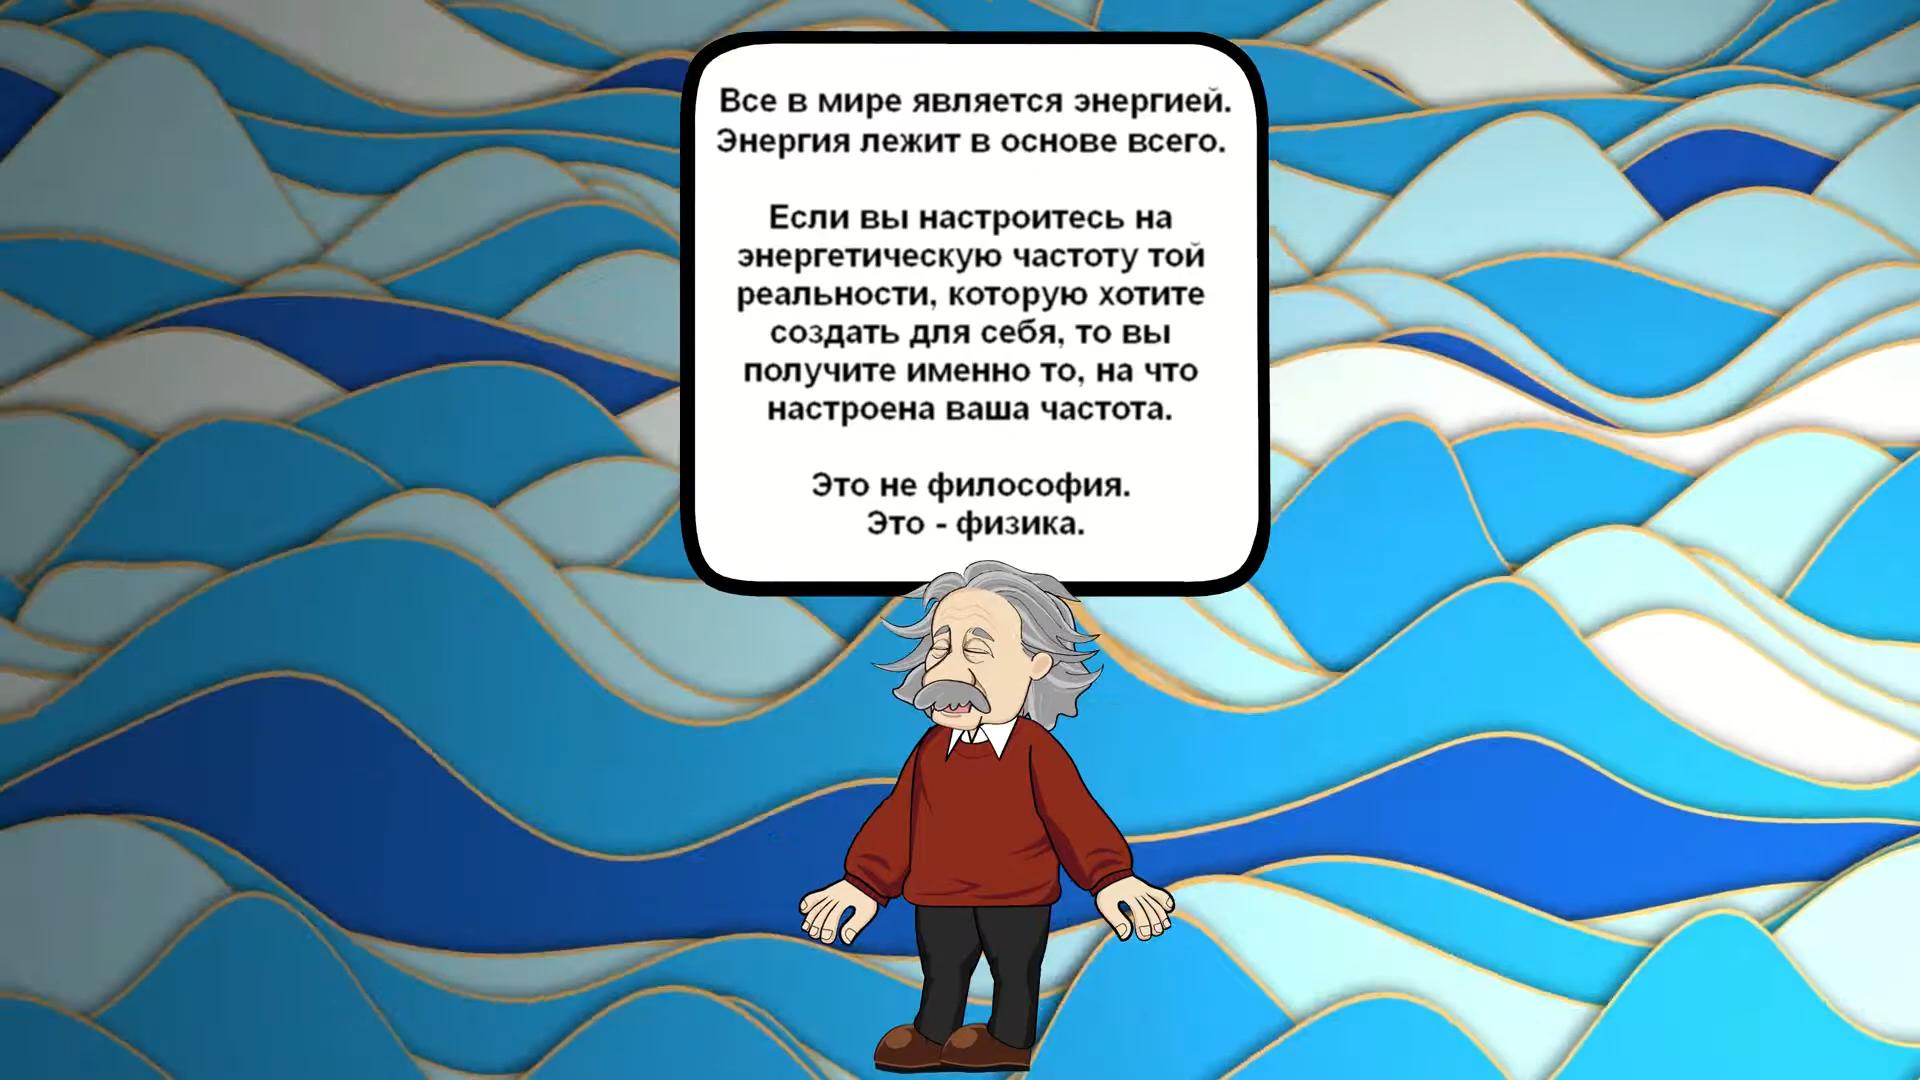 Все в мире является энергией.
Энергия лежит в основе всего.
Если вы настроитесь на
энергетическую частоту той
реальности, которую хотите
создать для себя, то вы
получите именно то, на что
настроена ваша частота.
Это не философия.
Это - физика.